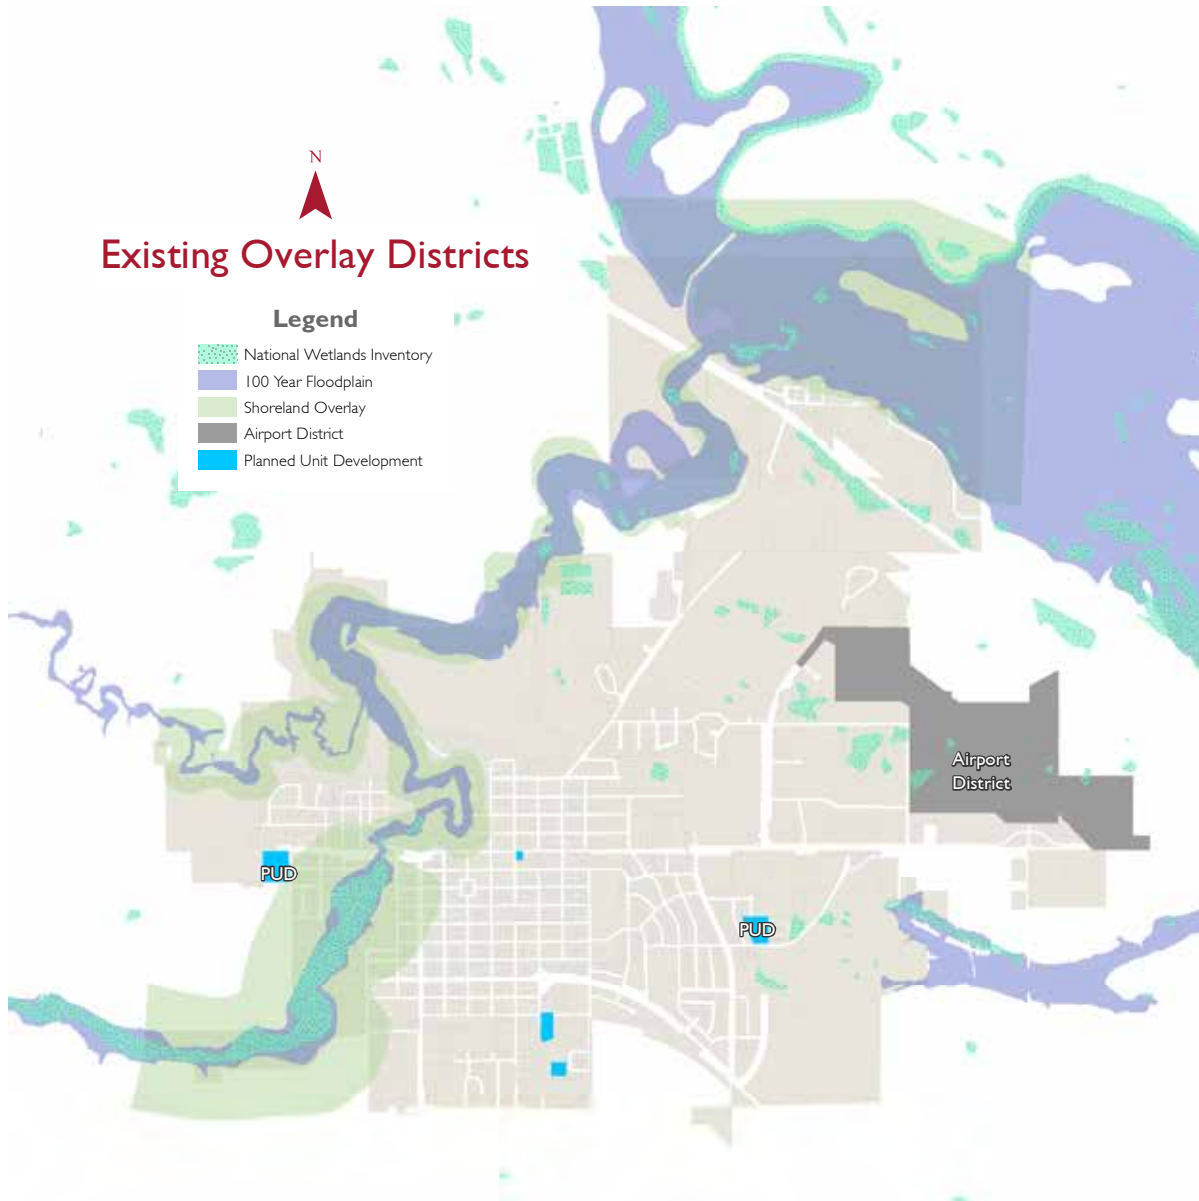 N
Existing Overlay Districts
Legend
National Wetlands Inventory
100 Year Floodplain
Shoreland Overlay
Airport District
Planned Unit Development
Airport
District
PUD
PUD